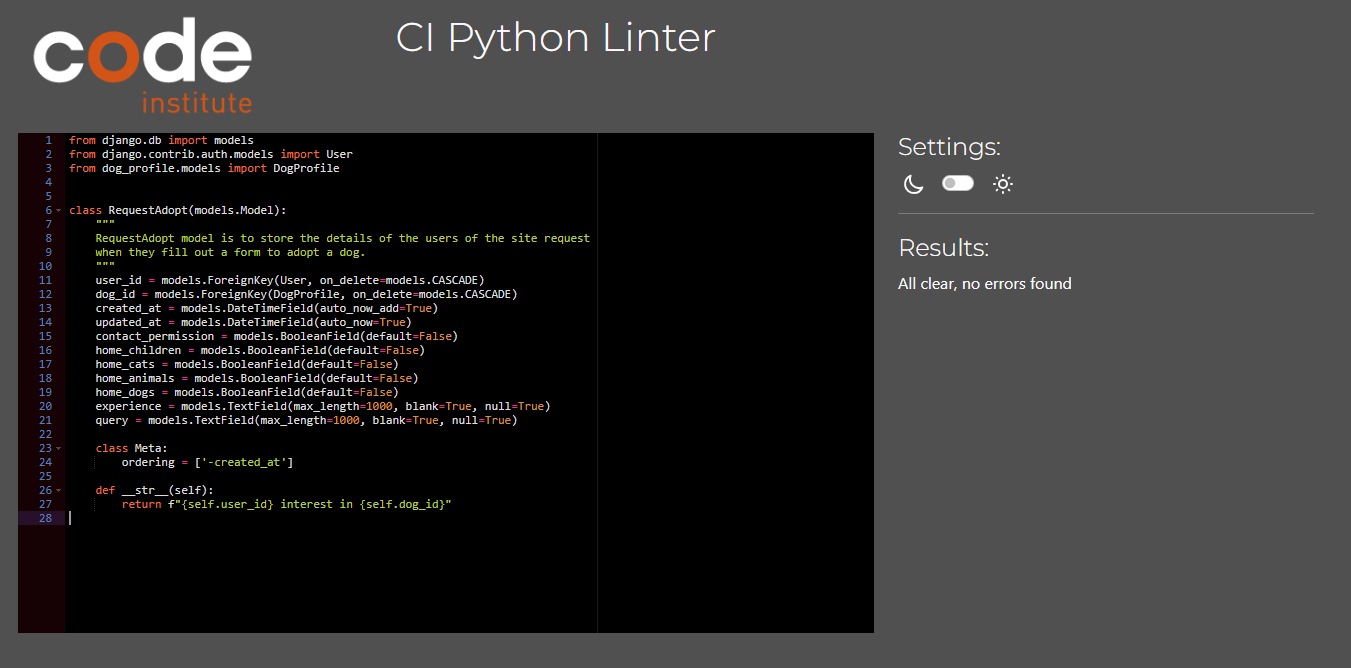 code
institute
CI Python Linter
1 from django.db import models
2 from django.contrib.auth.models import User
3 from dog_profile.models import DogProfile
4
5
6 class RequestAdopt(models.Model):
7     """
8     RequestAdopt model is to store the details of the users of the site request
9     when they fill out a form to adopt a dog.
10     """
11     user_id = models.ForeignKey(User, on_delete=models.CASCADE)
12     dog_id = models.ForeignKey(DogProfile, on_delete=models.CASCADE)
13     created_at = models.DateTimeField(auto_now_add=True)
14     updated_at = models.DateTimeField(auto_now=True)
15     contact_permission = models.BooleanField(default=False)
16     home_children = models.BooleanField(default=False)
17     home_cats = models.BooleanField(default=False)
18     home_animals = models.BooleanField(default=False)
19     home_dogs = models.BooleanField(default=False)
20     experience = models.TextField(max_length=1000, blank=True, null=True)
21     query = models.TextField(max_length=1000, blank=True, null=True)
22
23     class Meta:
24         ordering = ['-created_at']
25
26     def __str__(self):
27         return f"{self.user_id} interest in {self.dog_id}"
28
Settings:
Results:
All clear, no errors found